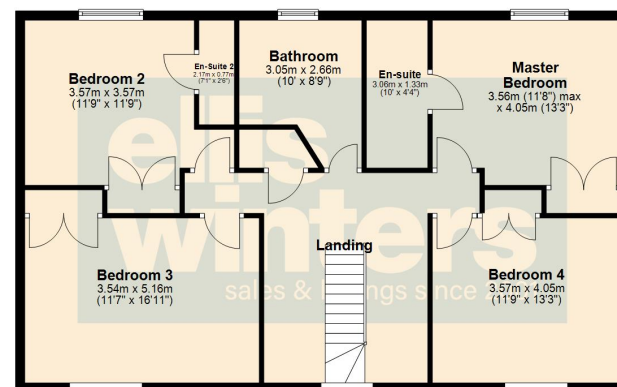 Bedroom 2
3.57m x 3.57m
(11'9" x 11'9")
En-Suite 2
2.17m x 0.77m
(7'1" x 2'6")
Bathroom
3.05m x 2.66m
(10' x 8'9")
En-suite
3.06m x 1.33m
(10' x 4'4")
Master
Bedroom
3.56m (11'8") max
x 4.05m (13'3")
ellis
winters
sales & lettings since 2
Landing
Bedroom 3
3.54m x 5.16m
(11'7" x 16'11")
Bedroom 4
3.57m x 4.05m
(11'9" x 13'3")